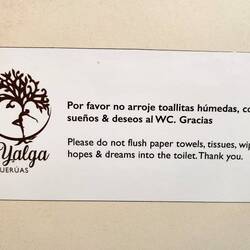 Por favor no arroje toallitas húmedas, co
sueños & deseos al WC. Gracias
Yalga
UERÚAS
Please do not flush paper towels, tissues, wip
hopes & dreams into the toilet. Thank you.